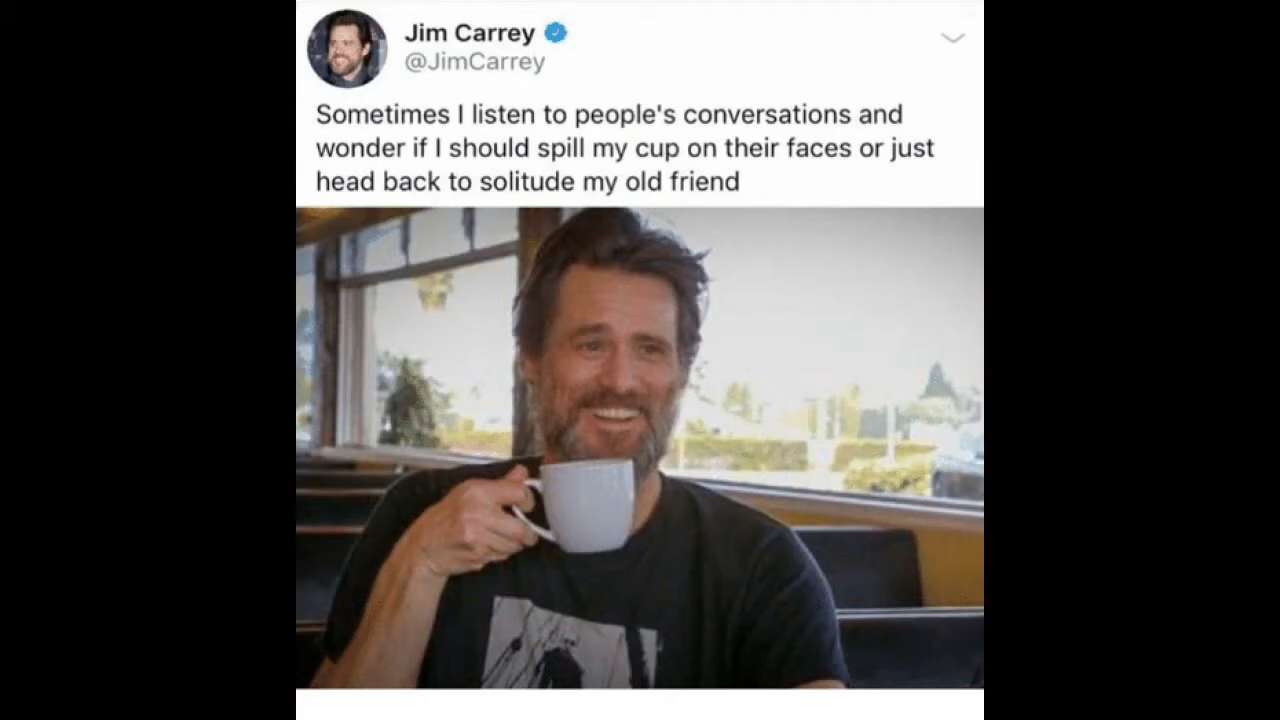 Jim Carrey
@JimCarrey
Sometimes I listen to people's conversations and
wonder if I should spill my cup on their faces or just
head back to solitude my old friend